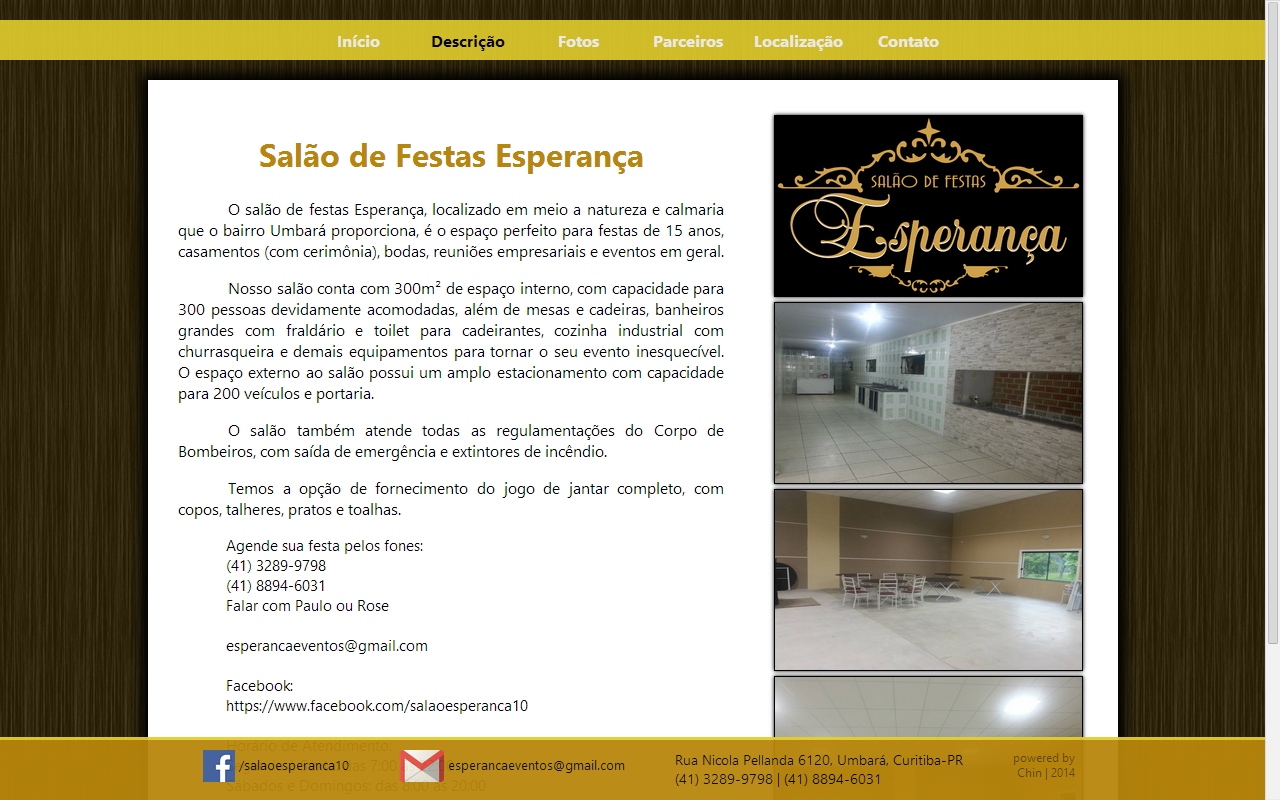 Início Descrição Fotos Parceiros Localização Contato
Salão de Festas Esperança
O salão de festas Esperança, localizado em meio a natureza e calmaria
que o bairro Umbará proporciona, é o espaço perfeito para festas de 15 anos,
casamentos (com cerimônia), bodas, reuniões empresariais e eventos em geral.
Nosso salão conta com 300m² de espaço interno, com capacidade para
300 pessoas devidamente acomodadas, além de mesas e cadeiras, banheiros
grandes com fraldário e toilet para cadeirantes, cozinha industrial com
churrasqueira e demais equipamentos para tornar o seu evento inesquecível.
O espaço externo ao salão possui um amplo estacionamento com capacidade
para 200 veículos e portaria.
O salão também atende todas as regulamentações do Corpo de
Bombeiros, com saída de emergência e extintores de incêndio.
Temos a opção de fornecimento do jogo de jantar completo, com
copos, talheres, pratos e toalhas.
Agende sua festa pelos fones:
(41) 3289-9798
(41) 8894-6031
Falar com Paulo ou Rose
esperancaeventos@gmail.com
Facebook:
https://www.facebook.com/salaoesperanca10
Horário de Atendimento:
das 7:00
Sábados e Domingos: das 8:00 às 20:00
SALÃO DE FESTAS
Esperança
/salaoesperanca10
esperancaeventos@gmail.com
Rua Nicola Pellanda 6120, Umbará, Curitiba-PR
(41) 3289-9798 | (41) 8894-6031
powered by
Chin | 2014